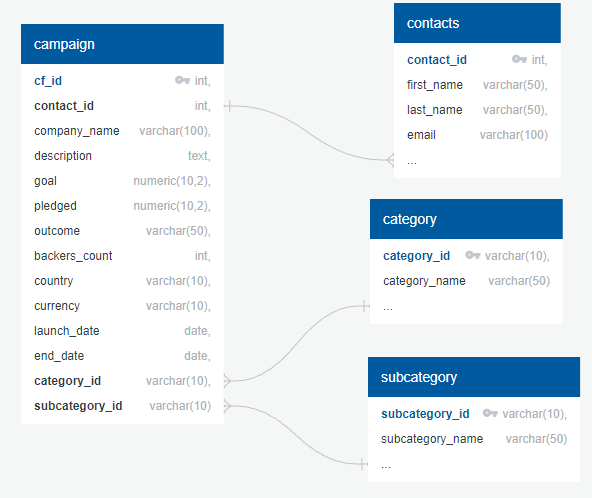 campaign
cf_id int,
contact_id int,
company_name varchar(100),
description text,
goal numeric(10,2),
pledged numeric(10,2),
outcome varchar(50),
backers_count int,
country varchar(10),
currency varchar(10),
launch_date date,
end_date date,
category_id varchar(10),
subcategory_id varchar(10)
contacts
contact_id int,
first_name varchar(50),
last_name varchar(50),
email varchar(100)
...
category
category_id varchar(10),
category_name varchar(50)
...
subcategory
subcategory_id varchar(10),
subcategory_name varchar(50)
...